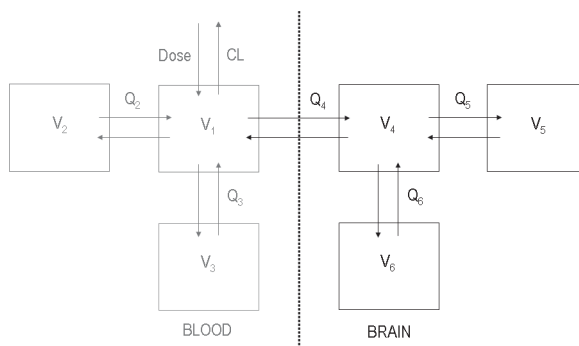 Dose CL
Q2 Q4 Q5
V2 V1 V4 V5
Q3 Q6
V3 V6
BLOOD BRAIN